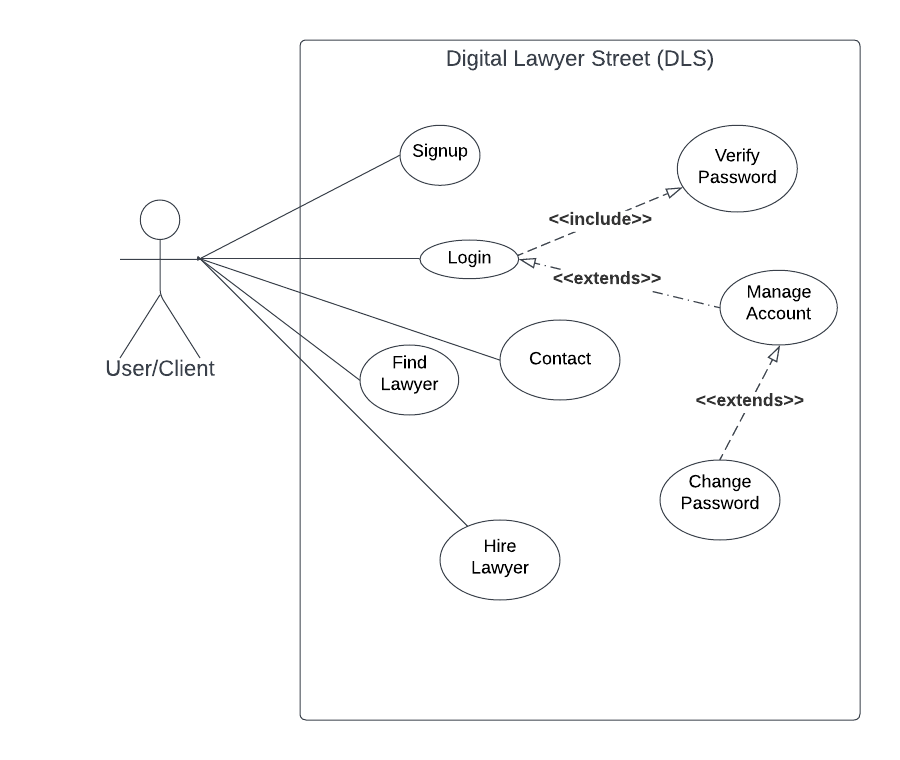 Digital Lawyer Street (DLS)
Signup
Verify
Password
<<include>>
Login
<<extends>>
Manage
Account
User/Client
Find
Lawyer
Contact
<<extends>>
Change
Password
Hire
Lawyer